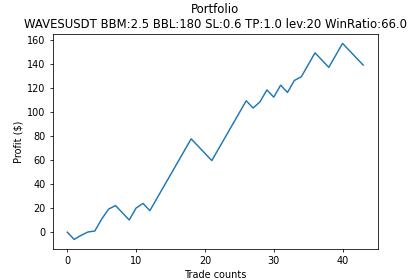 Portfolio
WAVESUSDT BBM:2.5 BBL:180 SL:0.6 TP:1.0 lev:20 WinRatio:66.0
160
140
120
100
80
60
40
20
0
Profit ($)
0 10 20 30 40
Trade counts